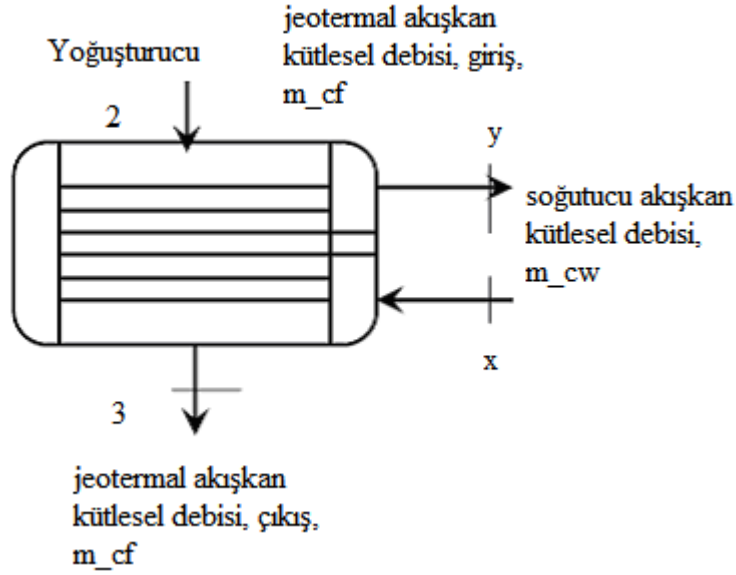 jeotermal akışkan
kütlesel debisi, giriş,
m_cf
Yoğuşturucu
2
y
soğutucu akışkan
kütlesel debisi,
m_cw
x
3
jeotermal akışkan
kütlesel debisi, çıkış,
m_cf